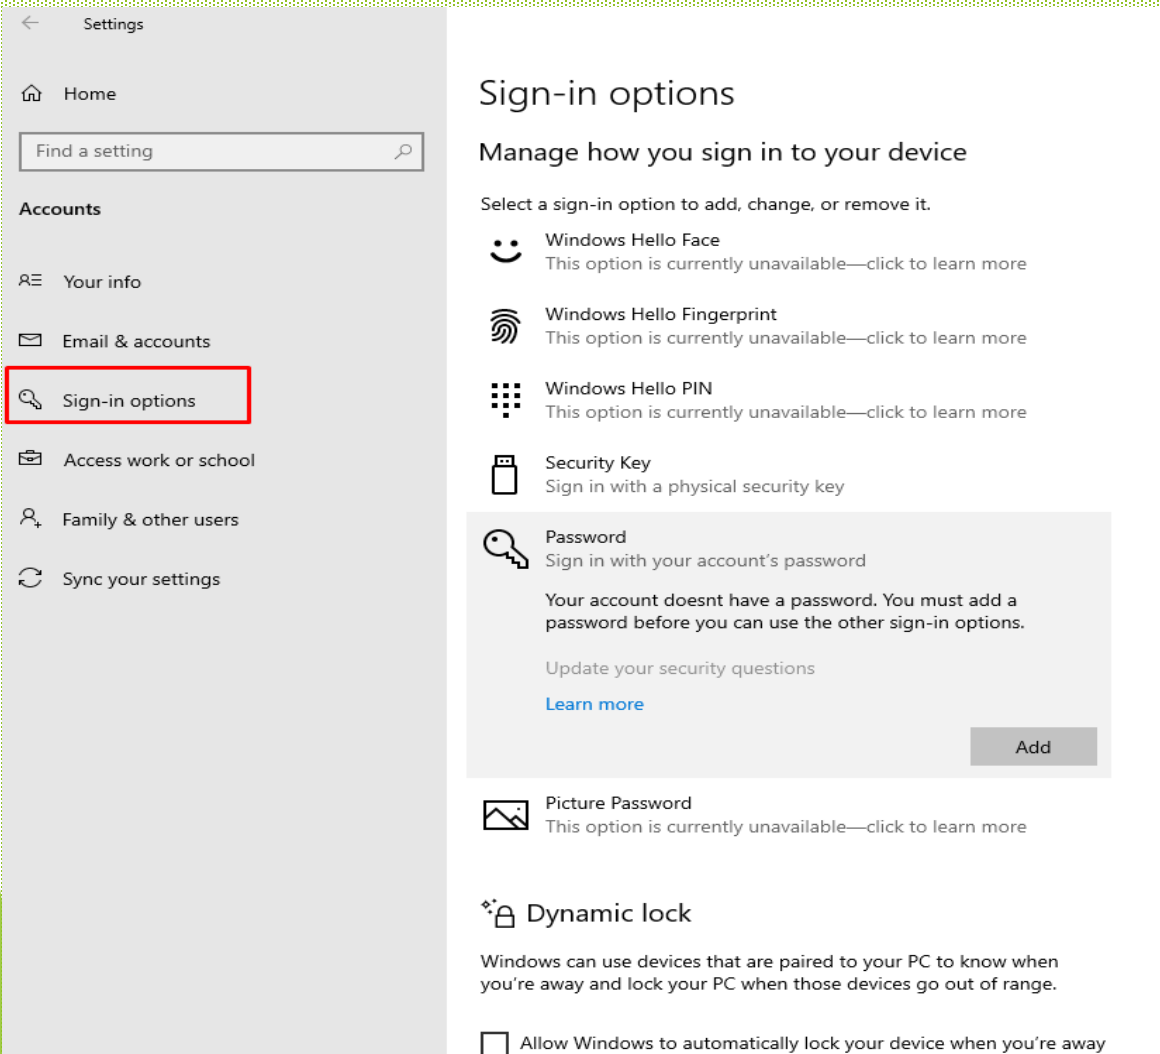 Settings
Home
Find a setting
Accounts
Your info
Email & accounts
Sign-in options
Access work or school
Family & other users
Sync your settings
Sign-in options
Manage how you sign in to your device
Select a sign-in option to add, change, or remove it.
Windows Hello Face
This option is currently unavailable—click to learn more
Windows Hello Fingerprint
This option is currently unavailable—click to learn more
Windows Hello PIN
This option is currently unavailable—click to learn more
Security Key
Sign in with a physical security key
Password
Sign in with your account's password
Your account doesnt have a password. You must add a
password before you can use the other sign-in options.
Update your security questions
Learn more
Add
Picture Password
This option is currently unavailable—click to learn more
Dynamic lock
Windows can use devices that are paired to your PC to know when
you're away and lock your PC when those devices go out of range.
Allow Windows to automatically lock your device when you're away